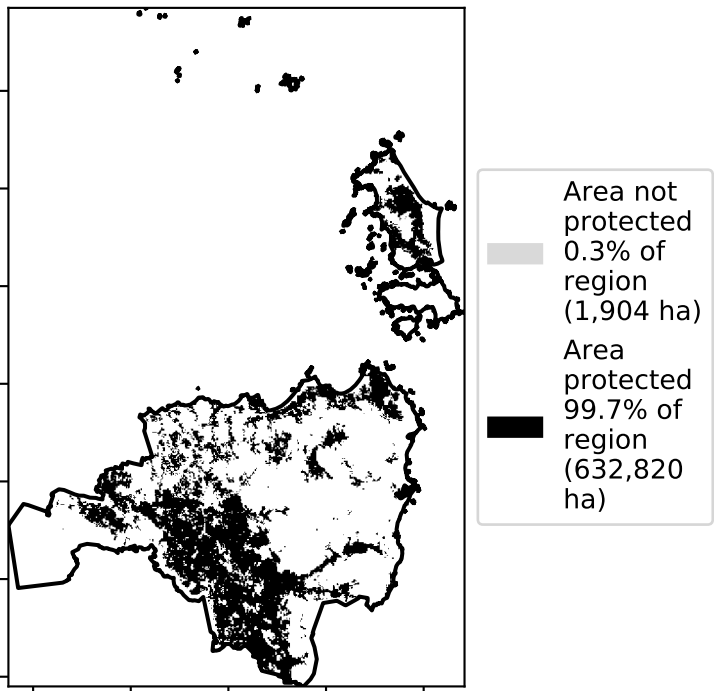 Area not
protected
0.3% of
region
(1,904 ha)
Area
protected
99.7% of
region
(632,820
ha)